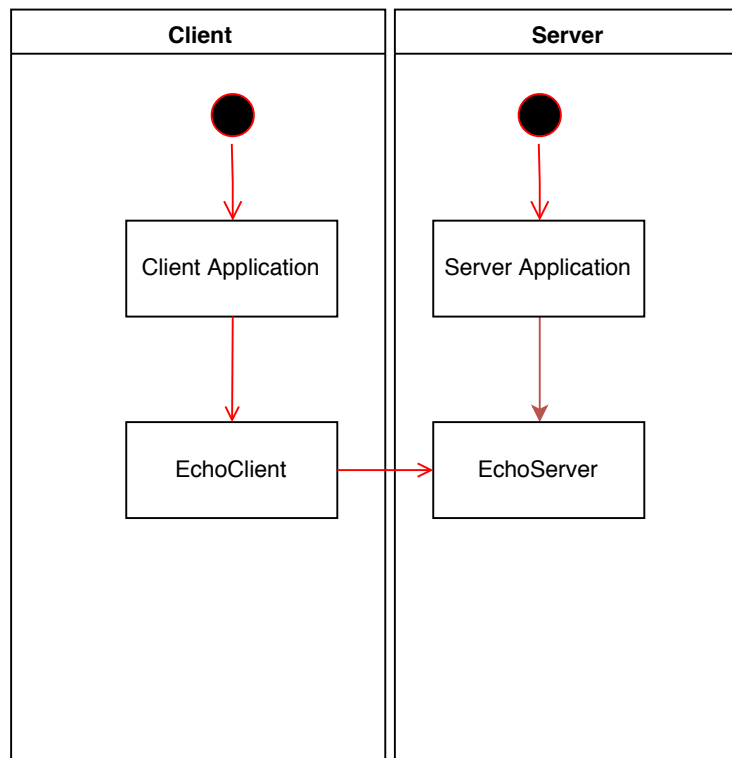 Client
Server
Client Application
Server Application
EchoClient
EchoServer